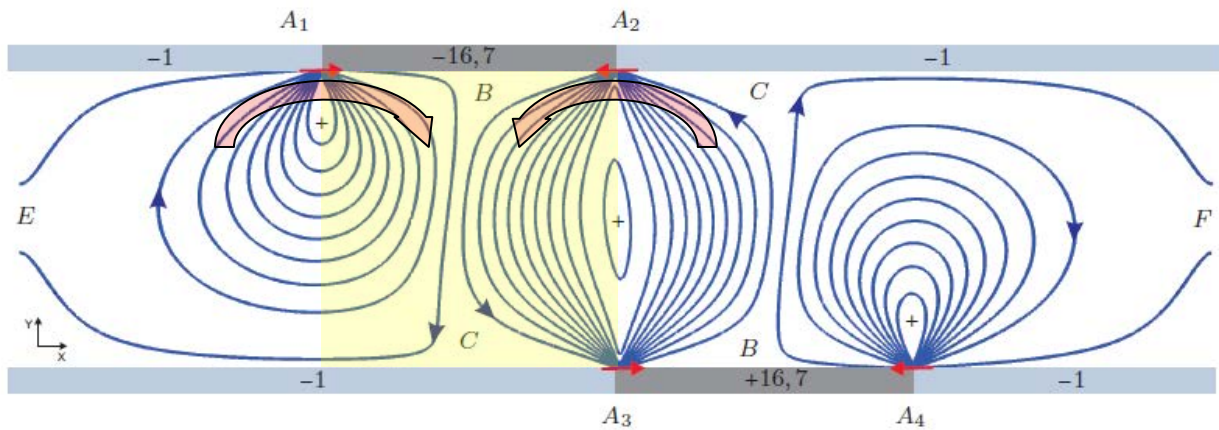 A₁ A₂
−1 −16,7 −1
B C
+
E + F
+
Y
X
C B
−1 +16,7 −1
A₃ A₄